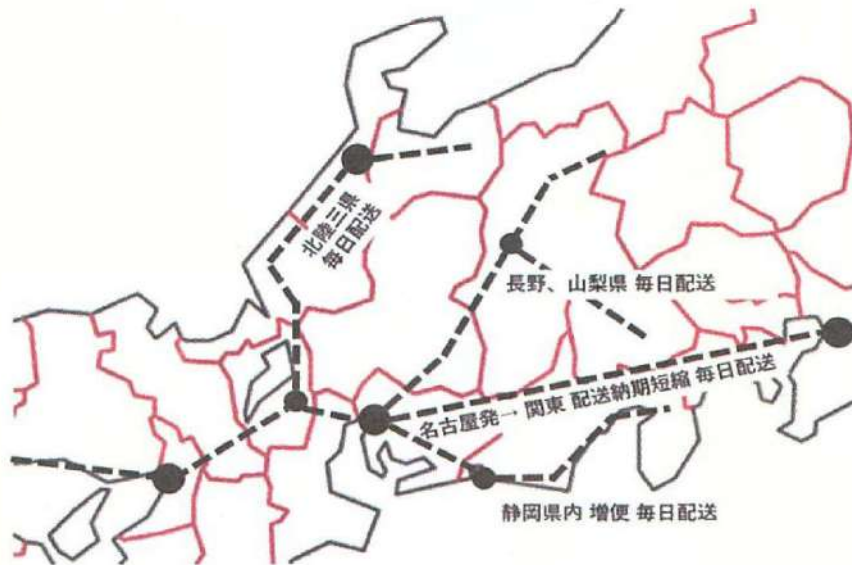 北陸三県
毎日配送
長野、山梨県 毎日配送
名古屋発→ 関東 配送納期短縮 毎日配送
静岡県内 増便 毎日配送